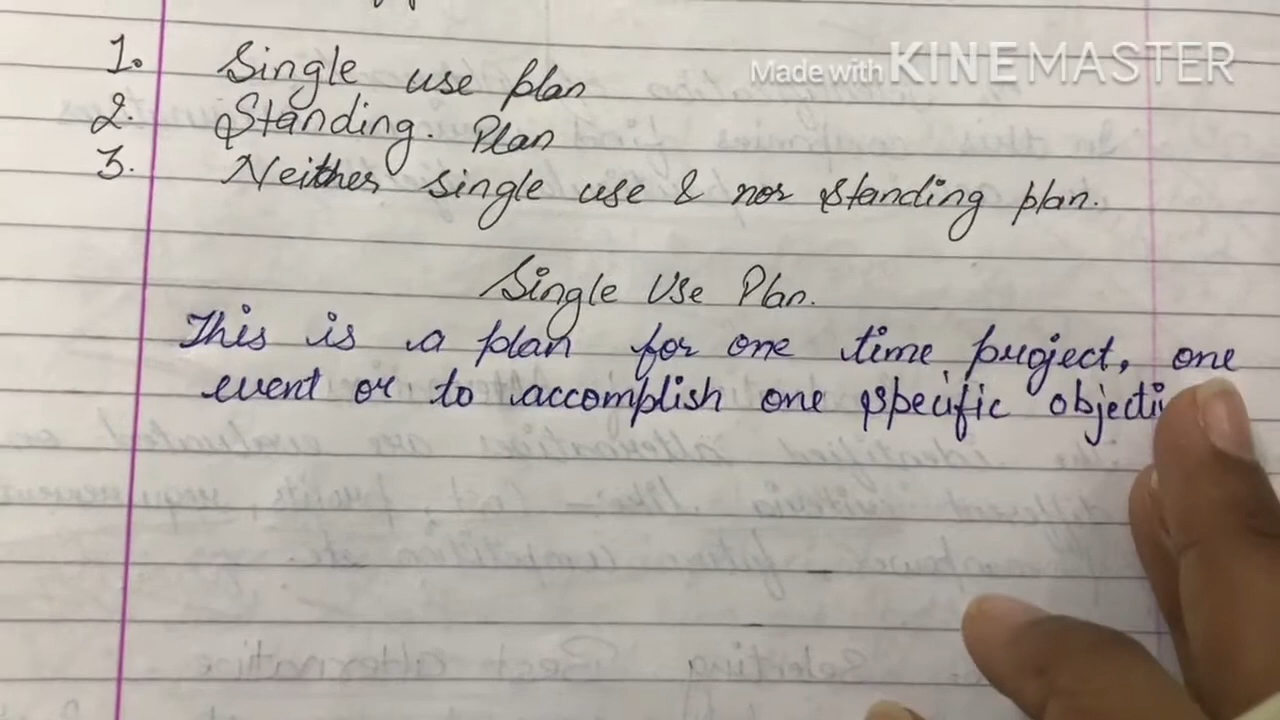 Made with KINEMASTER
1. Single use plan
2. Standing. Plan
3. Neither single use & nor standing plan.
Single Use Plan.
This is a plan for one time project, one
event or to accomplish one specific